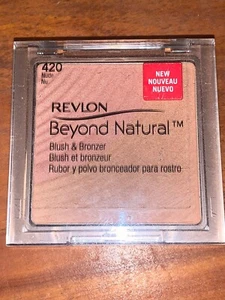 420
Nude
Nu
NEW
NOUVEAU
NUEVO
REVLON
Beyond Natural™
Blush & Bronzer
Blush et bronzeur
Rubor y polvo bronceador para rostro